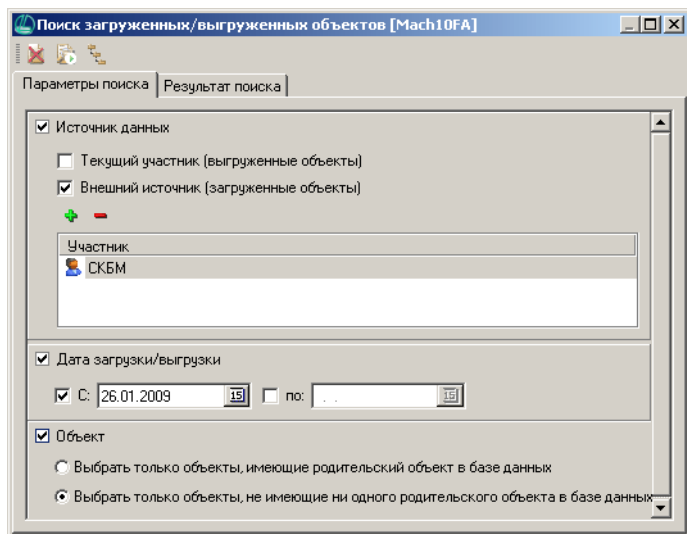 Поиск загруженных/выгруженных объектов [Mach10FA]
Параметры поиска Результат поиска
Источник данных
Текущий участник (выгруженные объекты)
Внешний источник (загруженные объекты)
Участник
СКБМ
Дата загрузки/выгрузки
С: 26.01.2009 15 по: . . 15
Объект
Выбрать только объекты, имеющие родительский объект в базе данных
Выбрать только объекты, не имеющие ни одного родительского объекта в базе данных